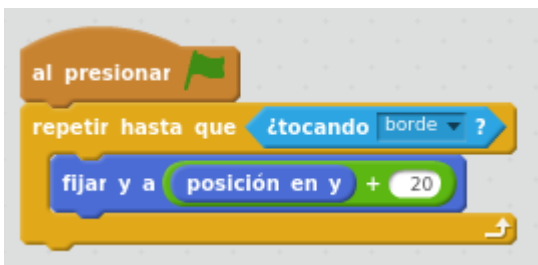 al presionar
repetir hasta que ¿tocando borde ?
fijar y a posición en y + 20